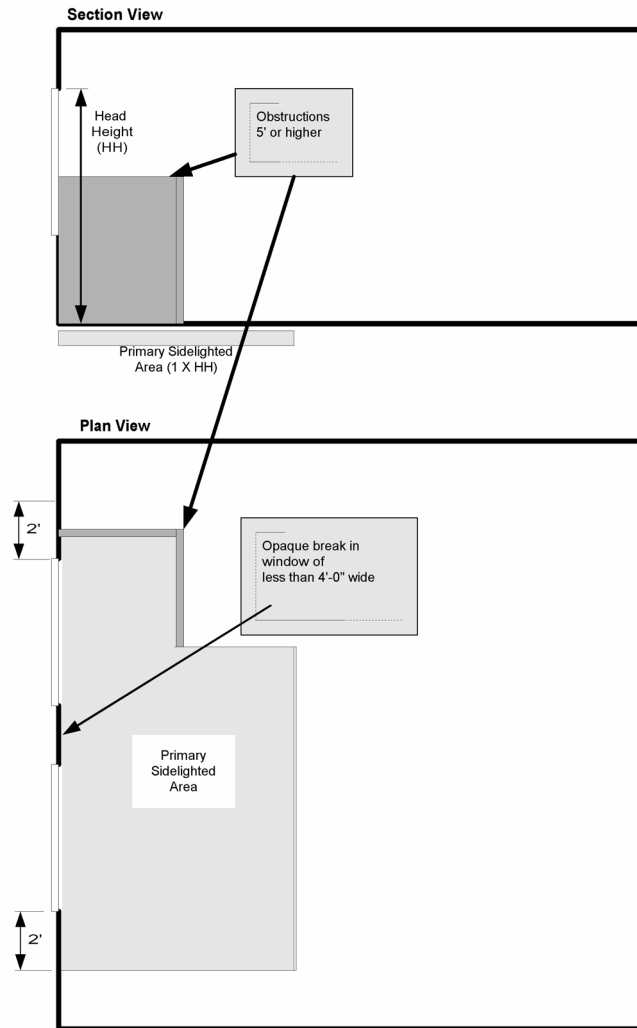 Section View
Head
Height
(HH)
Obstructions
5' or higher
Primary Sidelighted
Area (1 X HH)
Plan View
2'
Opaque break in
window of
less than 4'-0" wide
Primary
Sidelighted
Area
2'